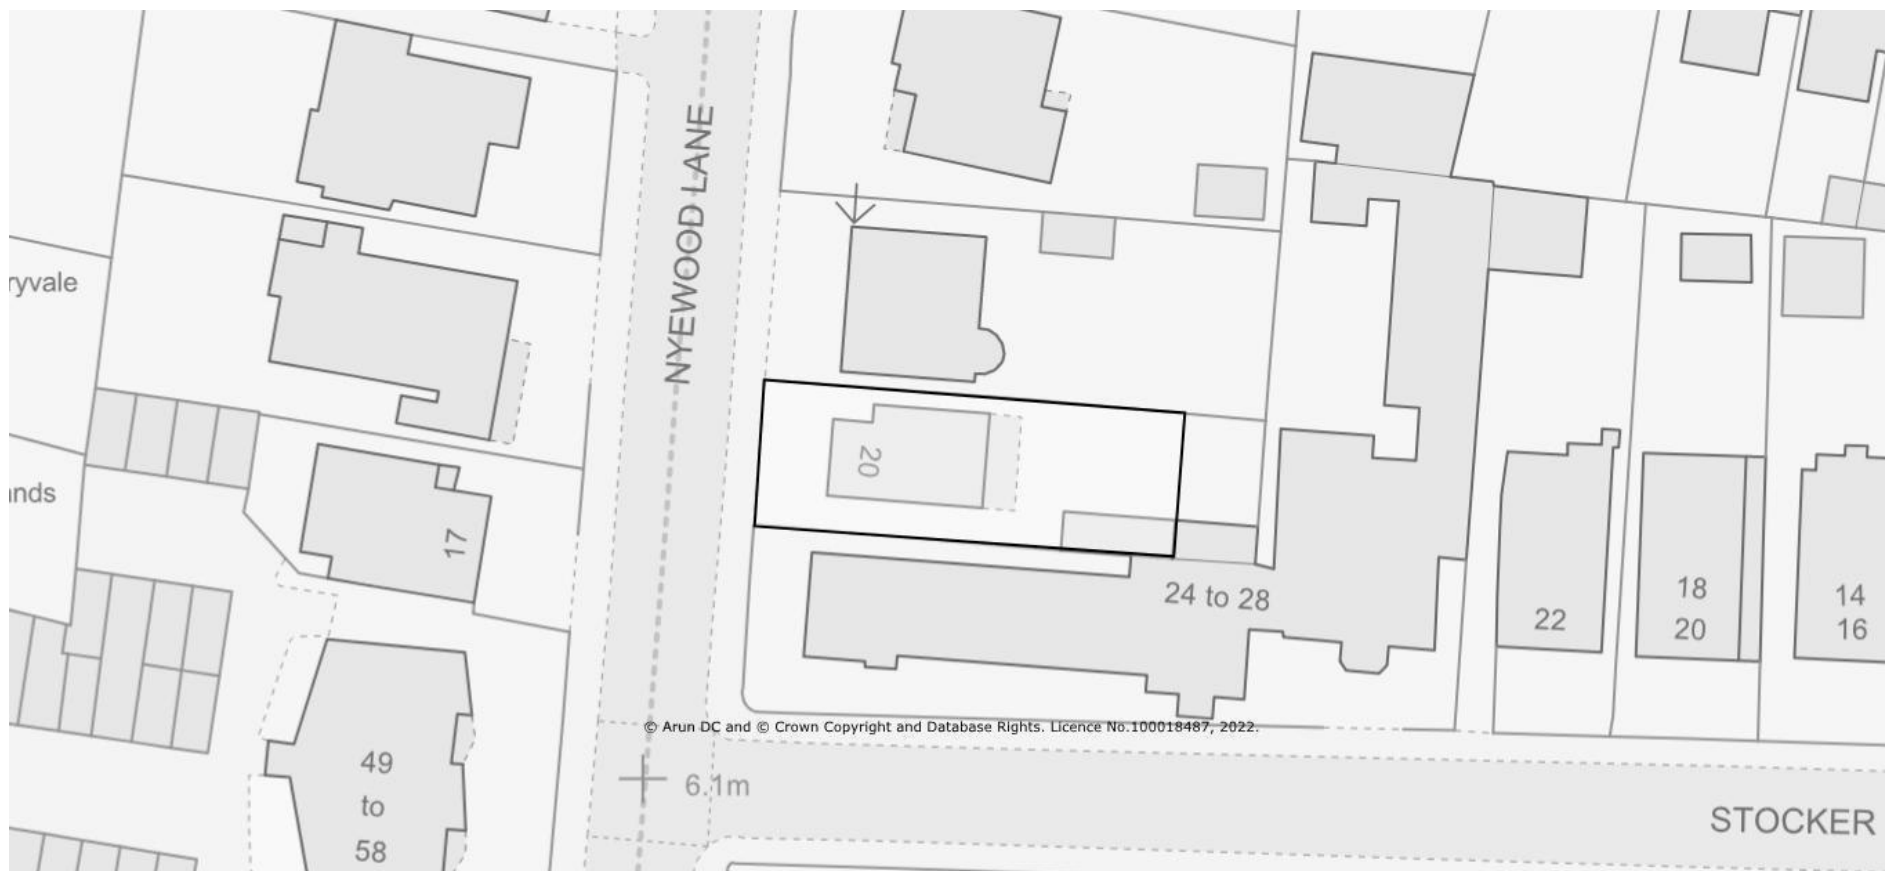 NYEWOOD LANE
ryvale
20
nds
17
24 to 28
22
18
20
14
16
© Arun DC and © Crown Copyright and Database Rights. Licence No.100018487, 2022.
49
to
58
6.1m
STOCKER